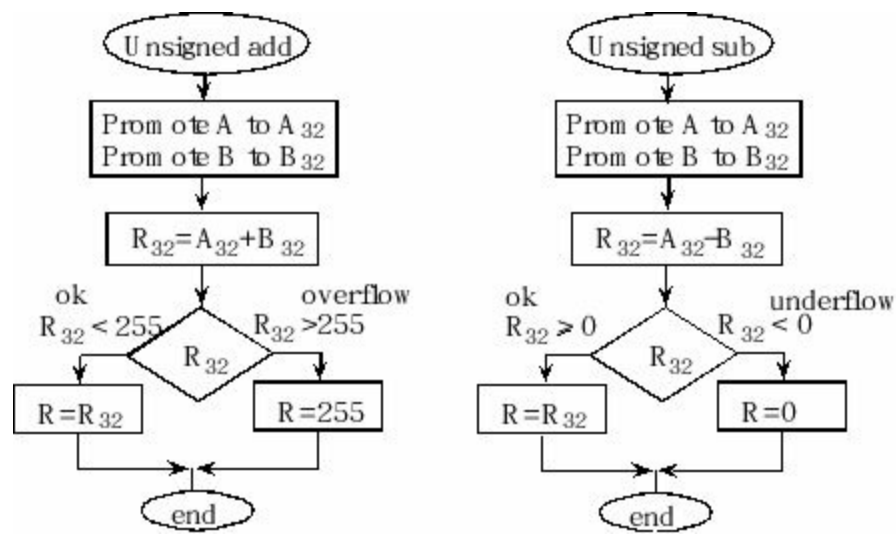 Unsigned add
Promote A to A32
Promote B to B32
R32=A32+B32
ok
R32 < 255
overflow
R32 >255
R32
R=R32
R=255
end
Unsigned sub
Promote A to A32
Promote B to B32
R32=A32-B32
ok
R32 ≥ 0
underflow
R32 < 0
R32
R=R32
R=0
end